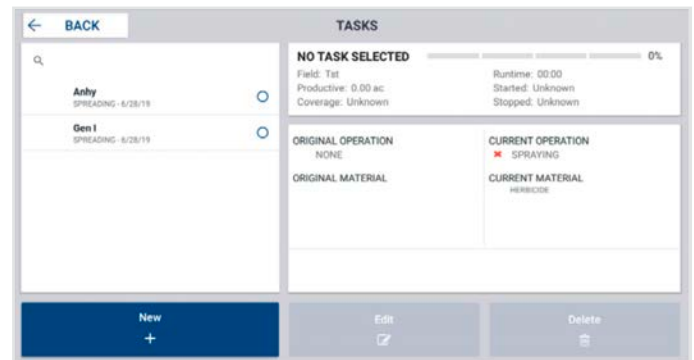 BACK
TASKS
Anhy
SPREADING - 6/28/19
Gen I
SPREADING - 6/28/19
NO TASK SELECTED 0%
Field: Tst
Productive: 0.00 ac
Coverage: Unknown
Runtime: 00:00
Started: Unknown
Stopped: Unknown
ORIGINAL OPERATION
NONE
ORIGINAL MATERIAL
CURRENT OPERATION
SPRAYING
CURRENT MATERIAL
HERBICIDE
New
+
Edit
Delete